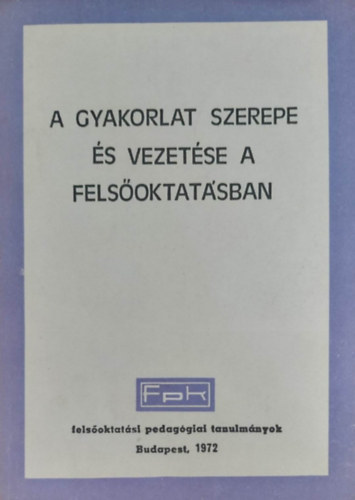 A GYAKORLAT SZEREPE
ÉS VEZETÉSE A
FELSŐOKTATÁSBAN
Fpk
felsőoktatási pedagógiai tanulmányok
Budapest, 1972